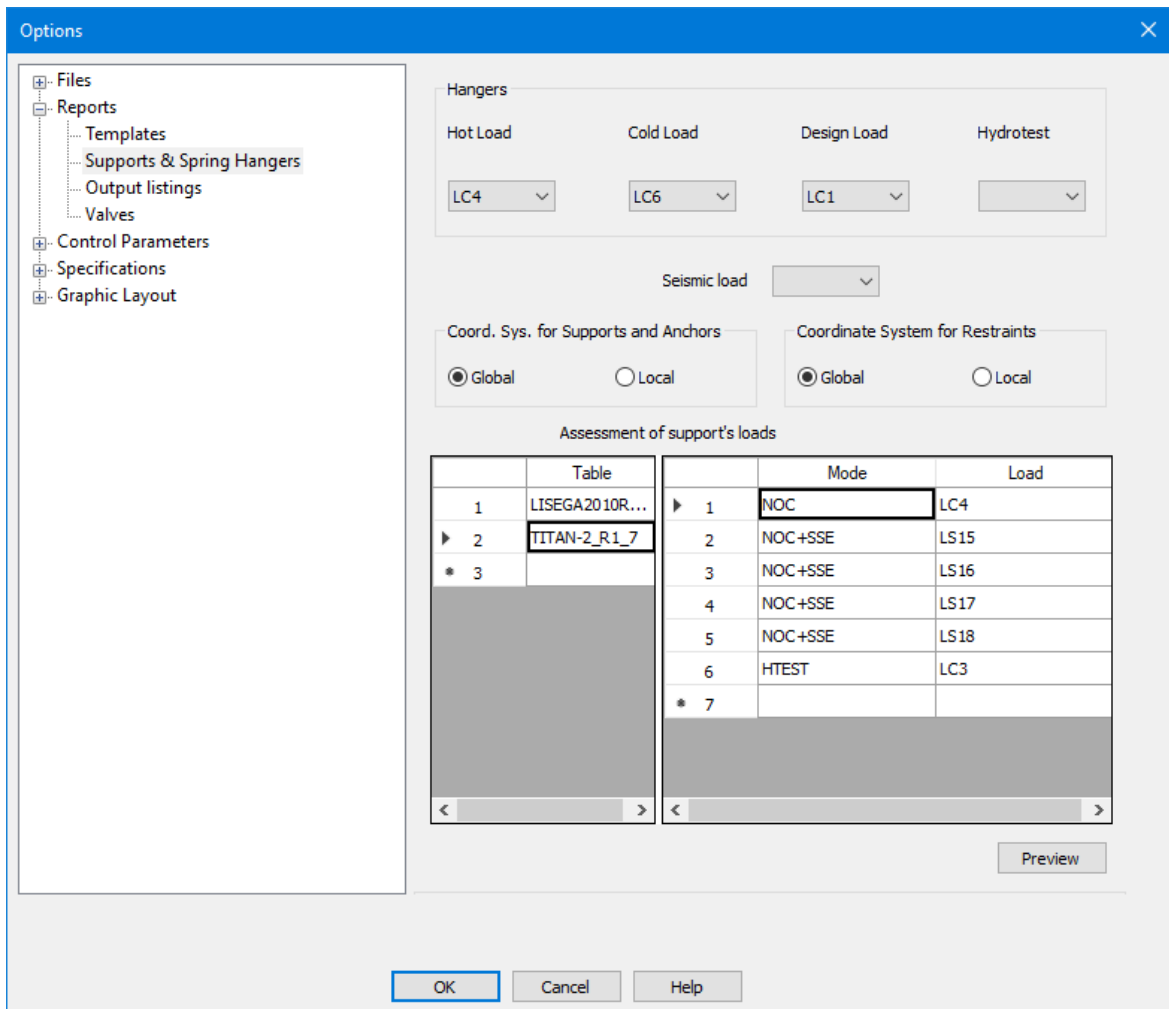 Options
Files
Reports
Templates
Supports & Spring Hangers
Output listings
Valves
Control Parameters
Specifications
Graphic Layout
Hangers
Hot Load Cold Load Design Load Hydrotest
LC4 LC6 LC1
Seismic load
Coord. Sys. for Supports and Anchors
Global Local
Coordinate System for Restraints
Global Local
Assessment of support's loads
Table
1 LISEGA2010R...
2 TITAN-2_R1_7
* 3
Mode Load
1 NOC LC4
2 NOC+SSE LS15
3 NOC+SSE LS16
4 NOC+SSE LS17
5 NOC+SSE LS18
6 HTEST LC3
* 7
Preview
OK Cancel Help